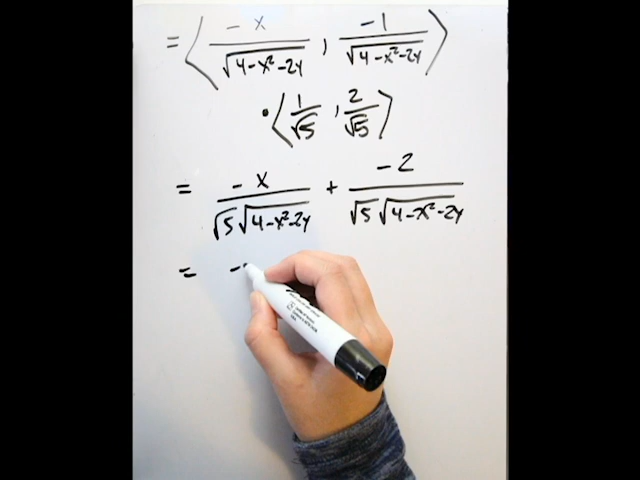 = ⟨ -x / √(4-x²-2y) , -1 / √(4-x²-2y) ⟩
• ⟨ 1/√5 , 2/√5 ⟩
= -x / (√5 √(4-x²-2y)) + -2 / (√5 √(4-x²-2y))
= -